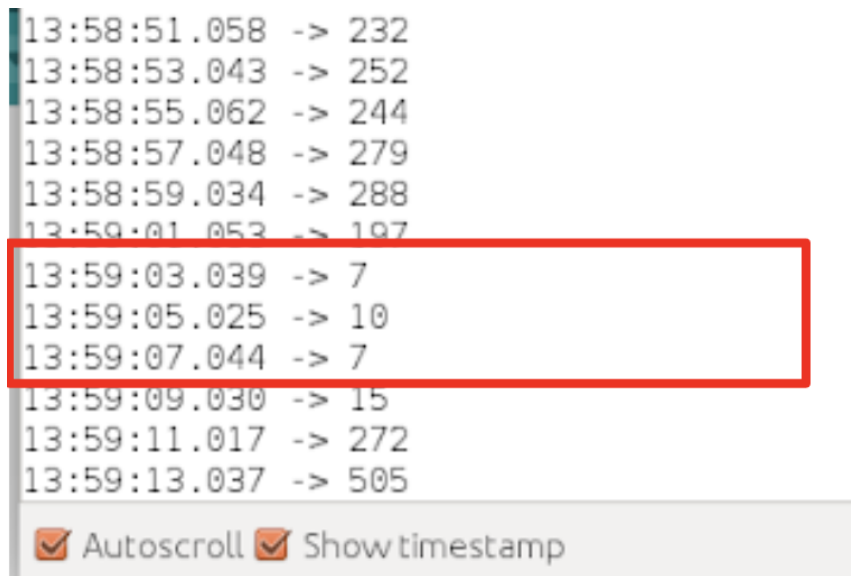 13:58:51.058 -> 232
13:58:53.043 -> 252
13:58:55.062 -> 244
13:58:57.048 -> 279
13:58:59.034 -> 288
13:59:01.053 -> 197
13:59:03.039 -> 7
13:59:05.025 -> 10
13:59:07.044 -> 7
13:59:09.030 -> 15
13:59:11.017 -> 272
13:59:13.037 -> 505
Autoscroll Show timestamp